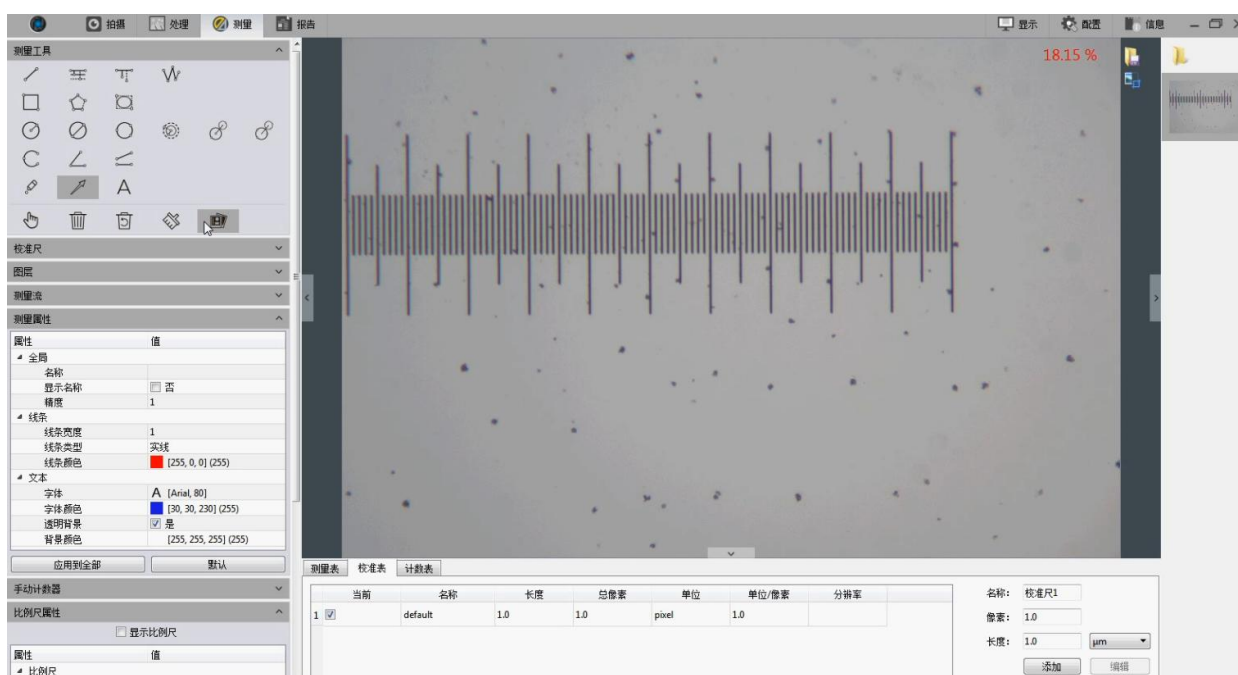 拍摄 处理 测量 报告 显示 配置 信息
测量工具
18.15 %
A
校准尺
图层
测量流
测量属性
属性 值
全局
名称
显示名称 否
精度 1
线条
线条宽度 1
线条类型 实线
线条颜色 [255, 0, 0] (255)
文本
字体 A [Arial, 80]
字体颜色 [30, 30, 230] (255)
透明背景 是
背景颜色 [255, 255, 255] (255)
应用到全部 默认
手动计数器
比例尺属性
显示比例尺
属性 值
比例尺
测量表 校准表 计数表
当前 名称 长度 总像素 单位 单位/像素 分辨率
1 default 1.0 1.0 pixel 1.0
名称: 校准尺1
像素: 1.0
长度: 1.0 μm
添加 编辑